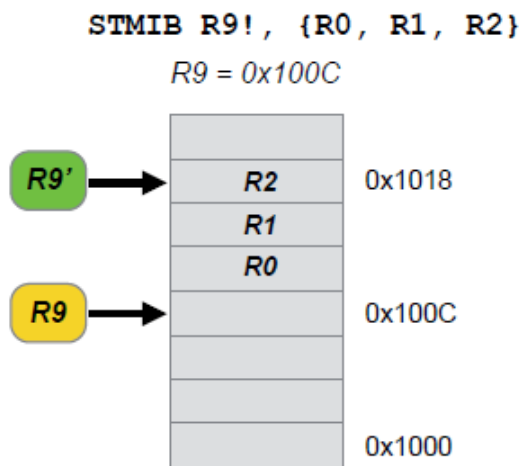 STMIB R9!, {R0, R1, R2}
R9 = 0x100C
R9’ R2 0x1018
R1
R0
R9 0x100C
0x1000